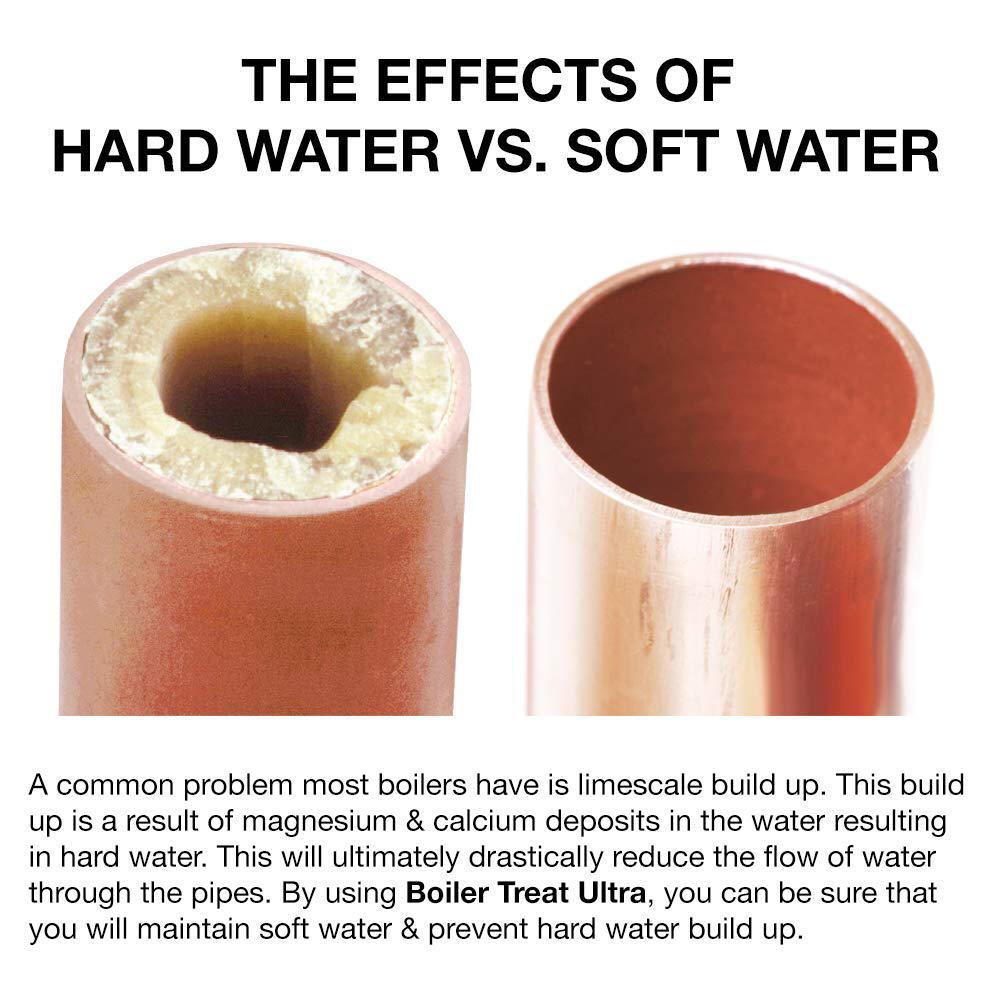 THE EFFECTS OF
HARD WATER VS. SOFT WATER
A common problem most boilers have is limescale build up. This build
up is a result of magnesium & calcium deposits in the water resulting
in hard water. This will ultimately drastically reduce the flow of water
through the pipes. By using Boiler Treat Ultra, you can be sure that
you will maintain soft water & prevent hard water build up.